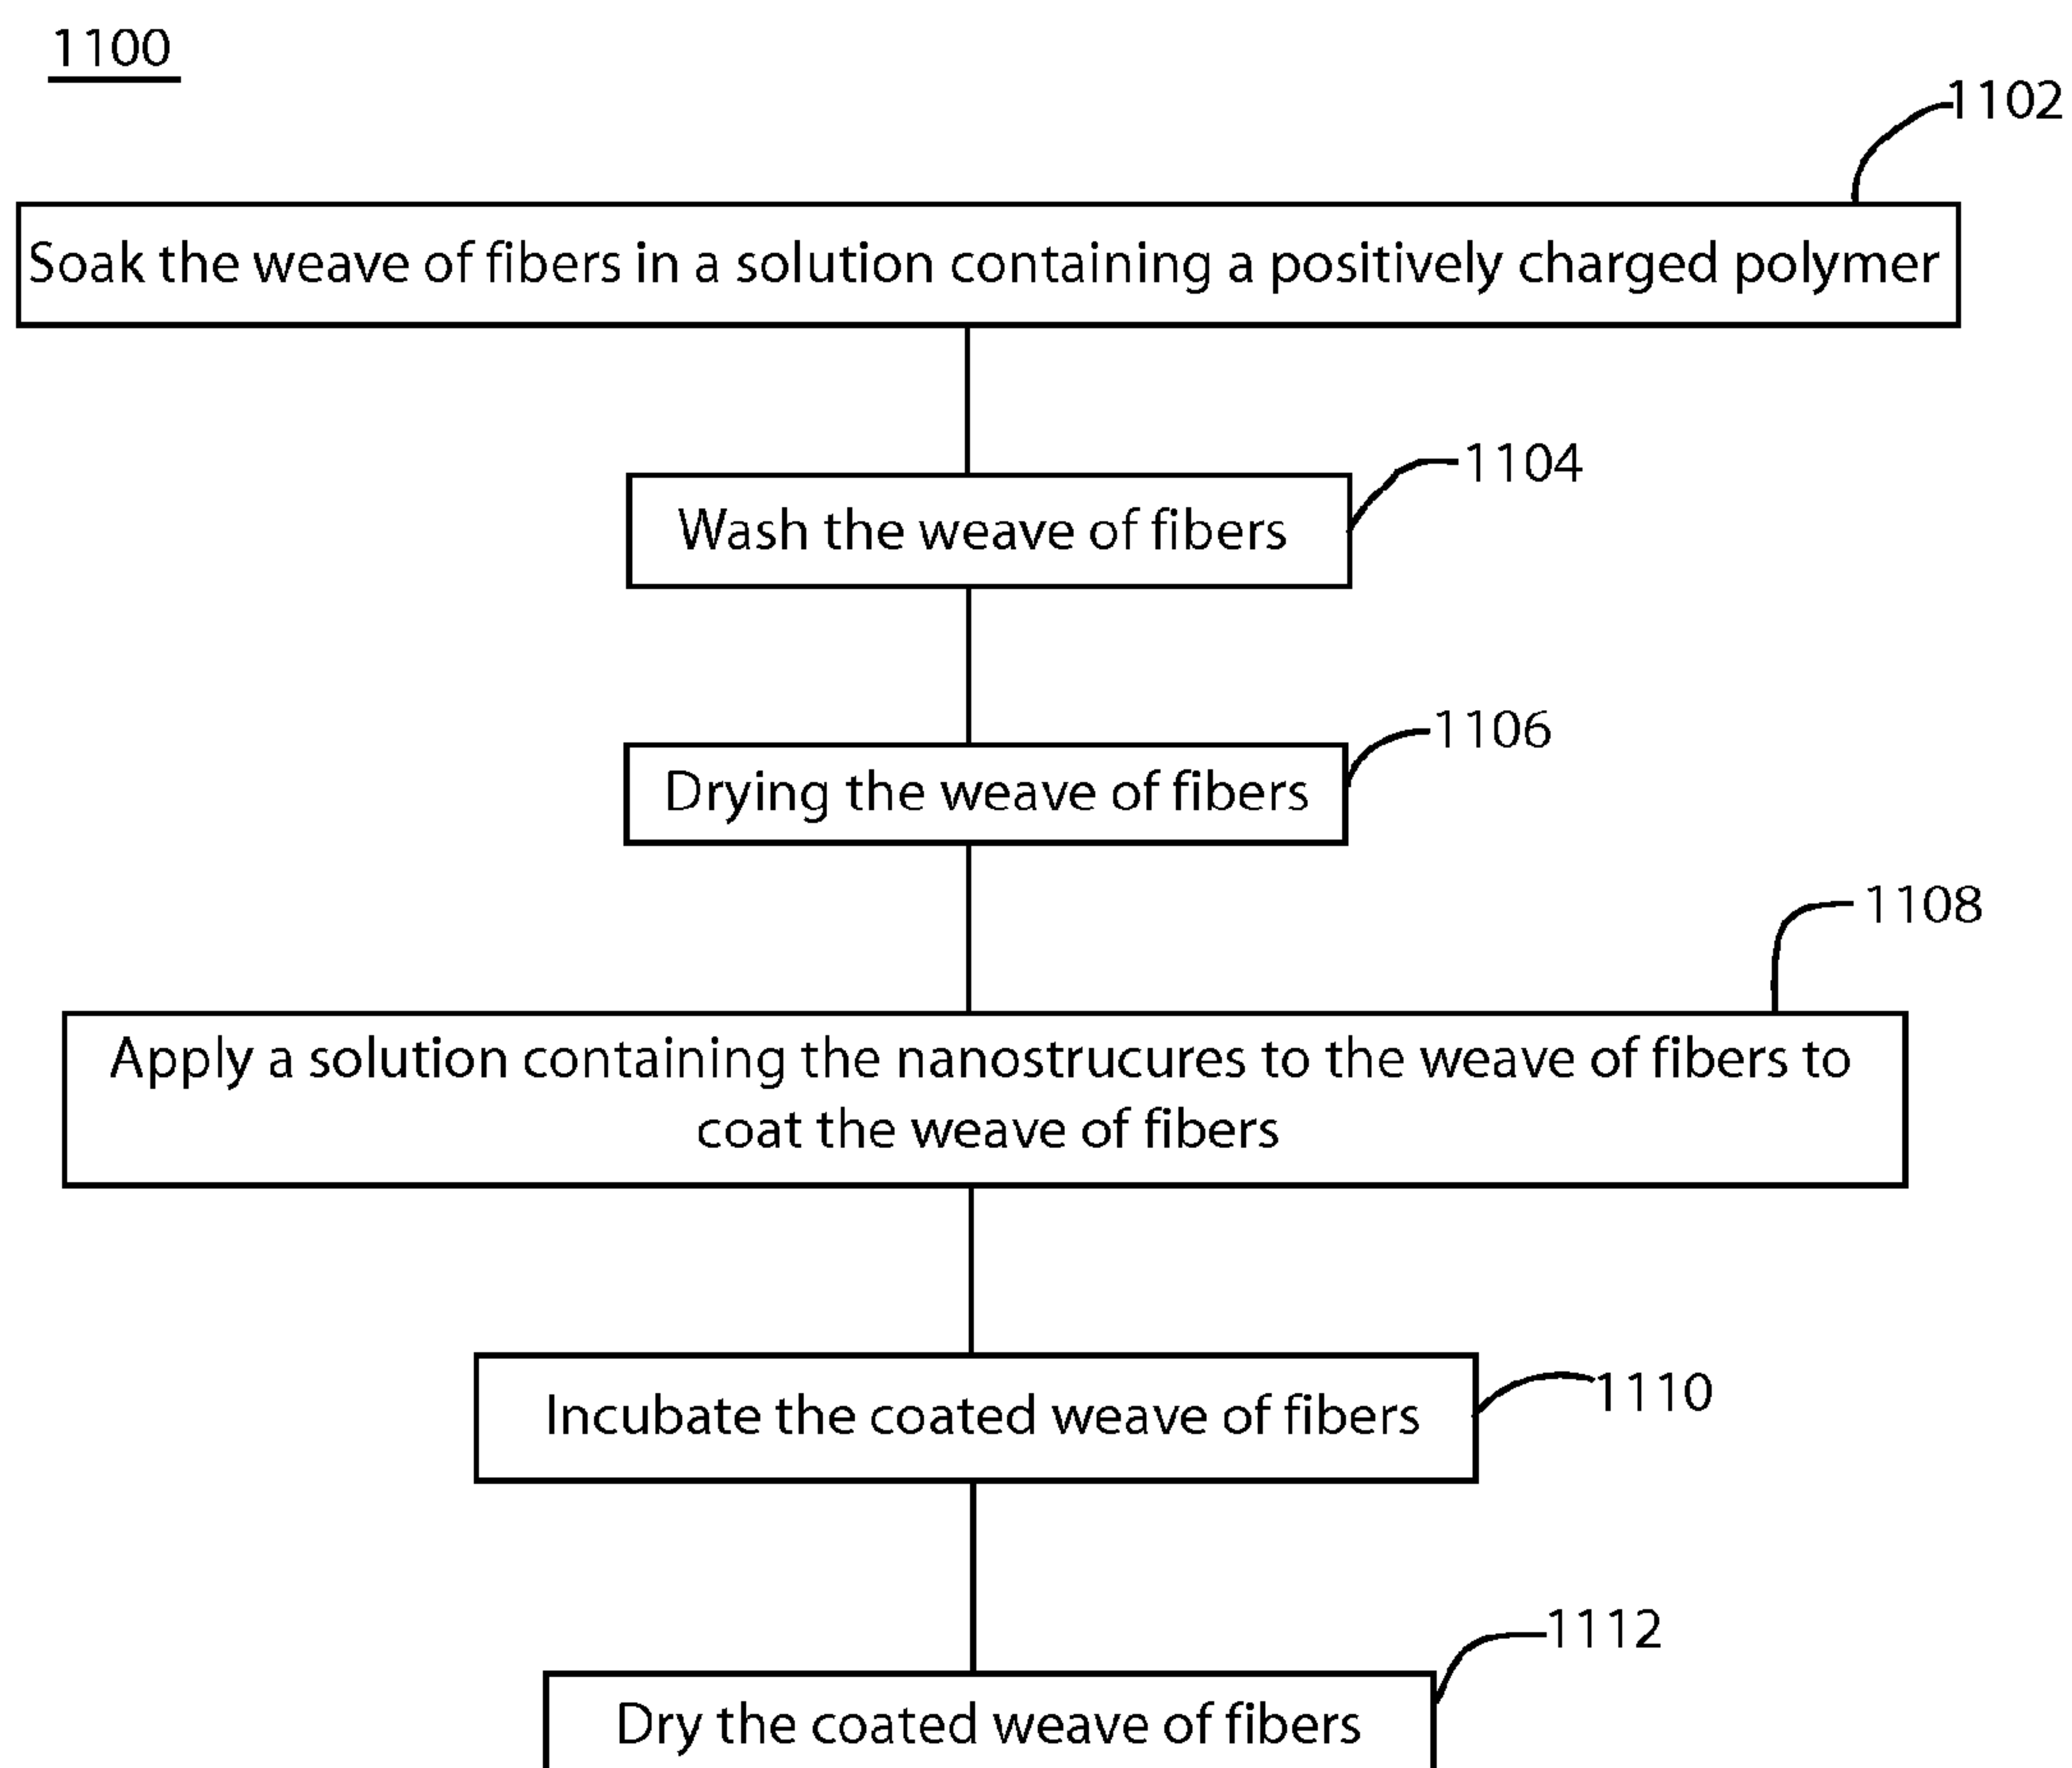 1100
1102
Soak the weave of fibers in a solution containing a positively charged polymer
1104
Wash the weave of fibers
1106
Drying the weave of fibers
1108
Apply a solution containing the nanostrucures to the weave of fibers to
coat the weave of fibers
1110
Incubate the coated weave of fibers
1112
Dry the coated weave of fibers